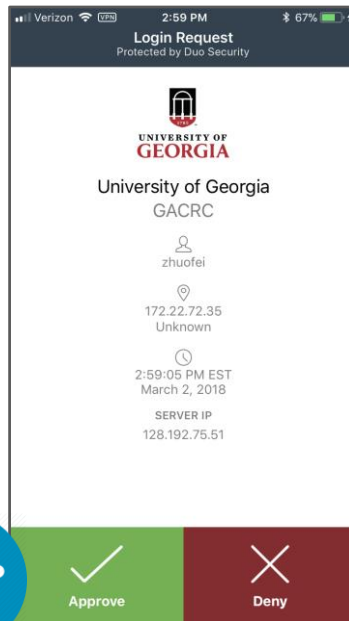 Verizon VPN 2:59 PM 67%
Login Request
Protected by Duo Security
UNIVERSITY OF
GEORGIA
University of Georgia
GACRC
zhuofei
172.22.72.35
Unknown
2:59:05 PM EST
March 2, 2018
SERVER IP
128.192.75.51
Approve Deny